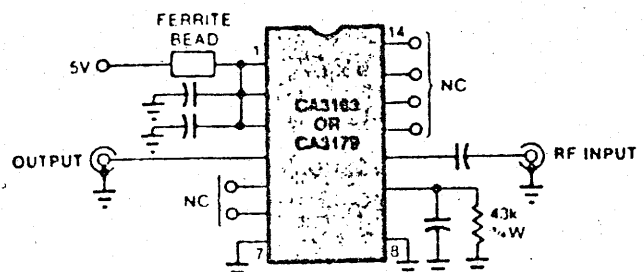 FERRITE
BEAD
5V
1
14
NC
CA3163
OR
CA3179
OUTPUT
RF INPUT
NC
43k
¼W
7
8